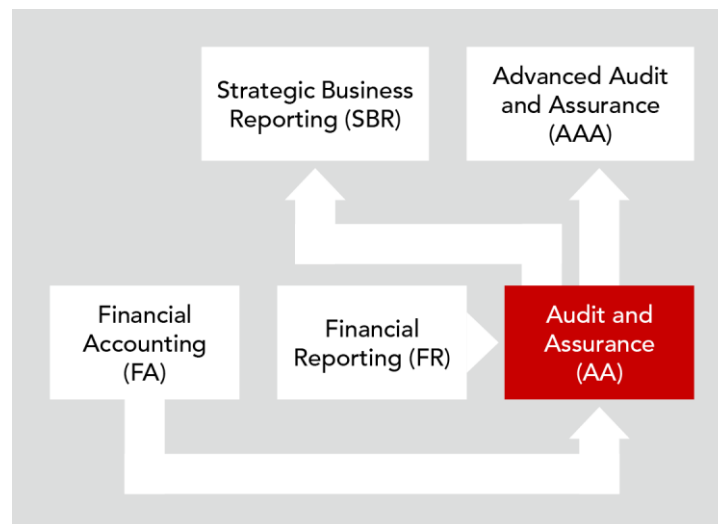 Strategic Business
Reporting (SBR)
Advanced Audit
and Assurance
(AAA)
Financial
Accounting
(FA)
Financial
Reporting (FR)
Audit and
Assurance
(AA)